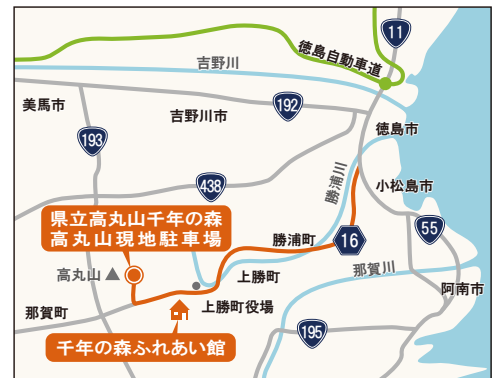 11
徳島自動車道
吉野川
美馬市
192
吉野川市
徳島市
193
438
勝浦川
小松島市
県立高丸山千年の森
高丸山現地駐車場
勝浦町
16
55
高丸山
上勝町
那賀川
阿南市
那賀町
上勝町役場
195
千年の森ふれあい館